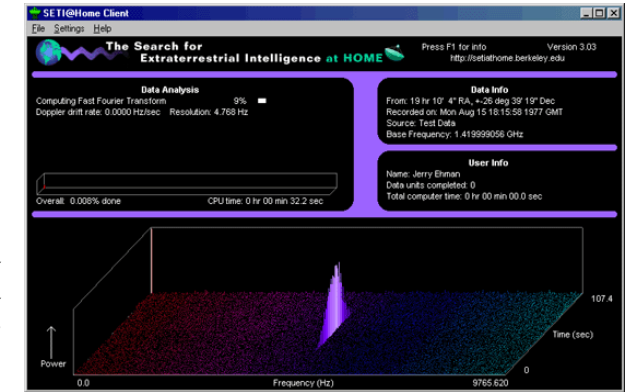 SETI@Home Client
File Settings Help
The Search for
Extraterrestrial Intelligence at HOME
Press F1 for info Version 3.03
http://setiathome.berkeley.edu
Data Analysis
Computing Fast Fourier Transform 9%
Doppler drift rate: 0.0000 Hz/sec Resolution: 4.768 Hz
Overall: 0.008% done CPU time: 0 hr 00 min 32.2 sec
Data Info
From: 19 hr 10' 4" RA, +-26 deg 39' 19" Dec
Recorded on: Mon Aug 15 18:15:58 1977 GMT
Source: Test Data
Base Frequency: 1.419999056 GHz
User Info
Name: Jerry Ehman
Data units completed: 0
Total computer time: 0 hr 00 min 00.0 sec
107.4
Time (sec)
0
Power
0.0 Frequency (Hz) 9765.620